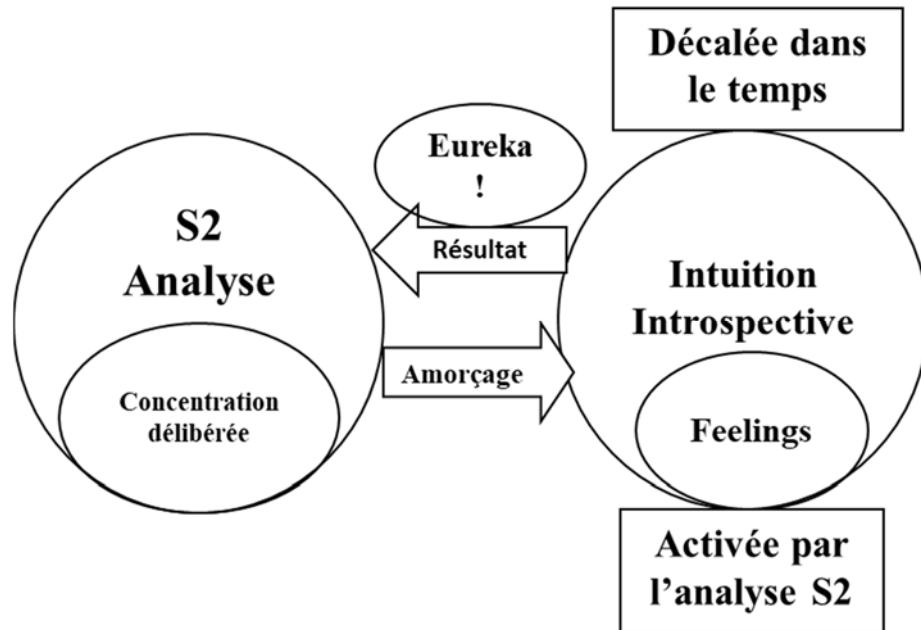 Décalée dans
le temps
Eureka
!
S2
Analyse
Résultat
Intuition
Introspective
Amorçage
Concentration
délibérée
Feelings
Activée par
l'analyse S2